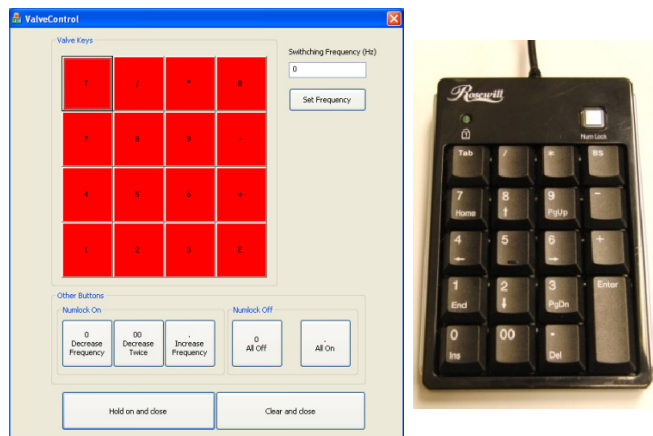 ValveControl
Valve Keys
Swithching Frequency (Hz)
0
Set Frequency
T / * B
7 8 9 -
4 5 6 +
1 2 3 E
Other Buttons
Numlock On
Numlock Off
0 Decrease Frequency
00 Decrease Twice
. Increase Frequency
0 All Off
. All On
Hold on and close
Clear and close
Rosewill
Num Lock
Tab / * BS
7 Home
8 ↑
9 PgUp
-
4 ←
5
6 →
+
1 End
2 ↓
3 PgDn
Enter
0 Ins
00
. Del